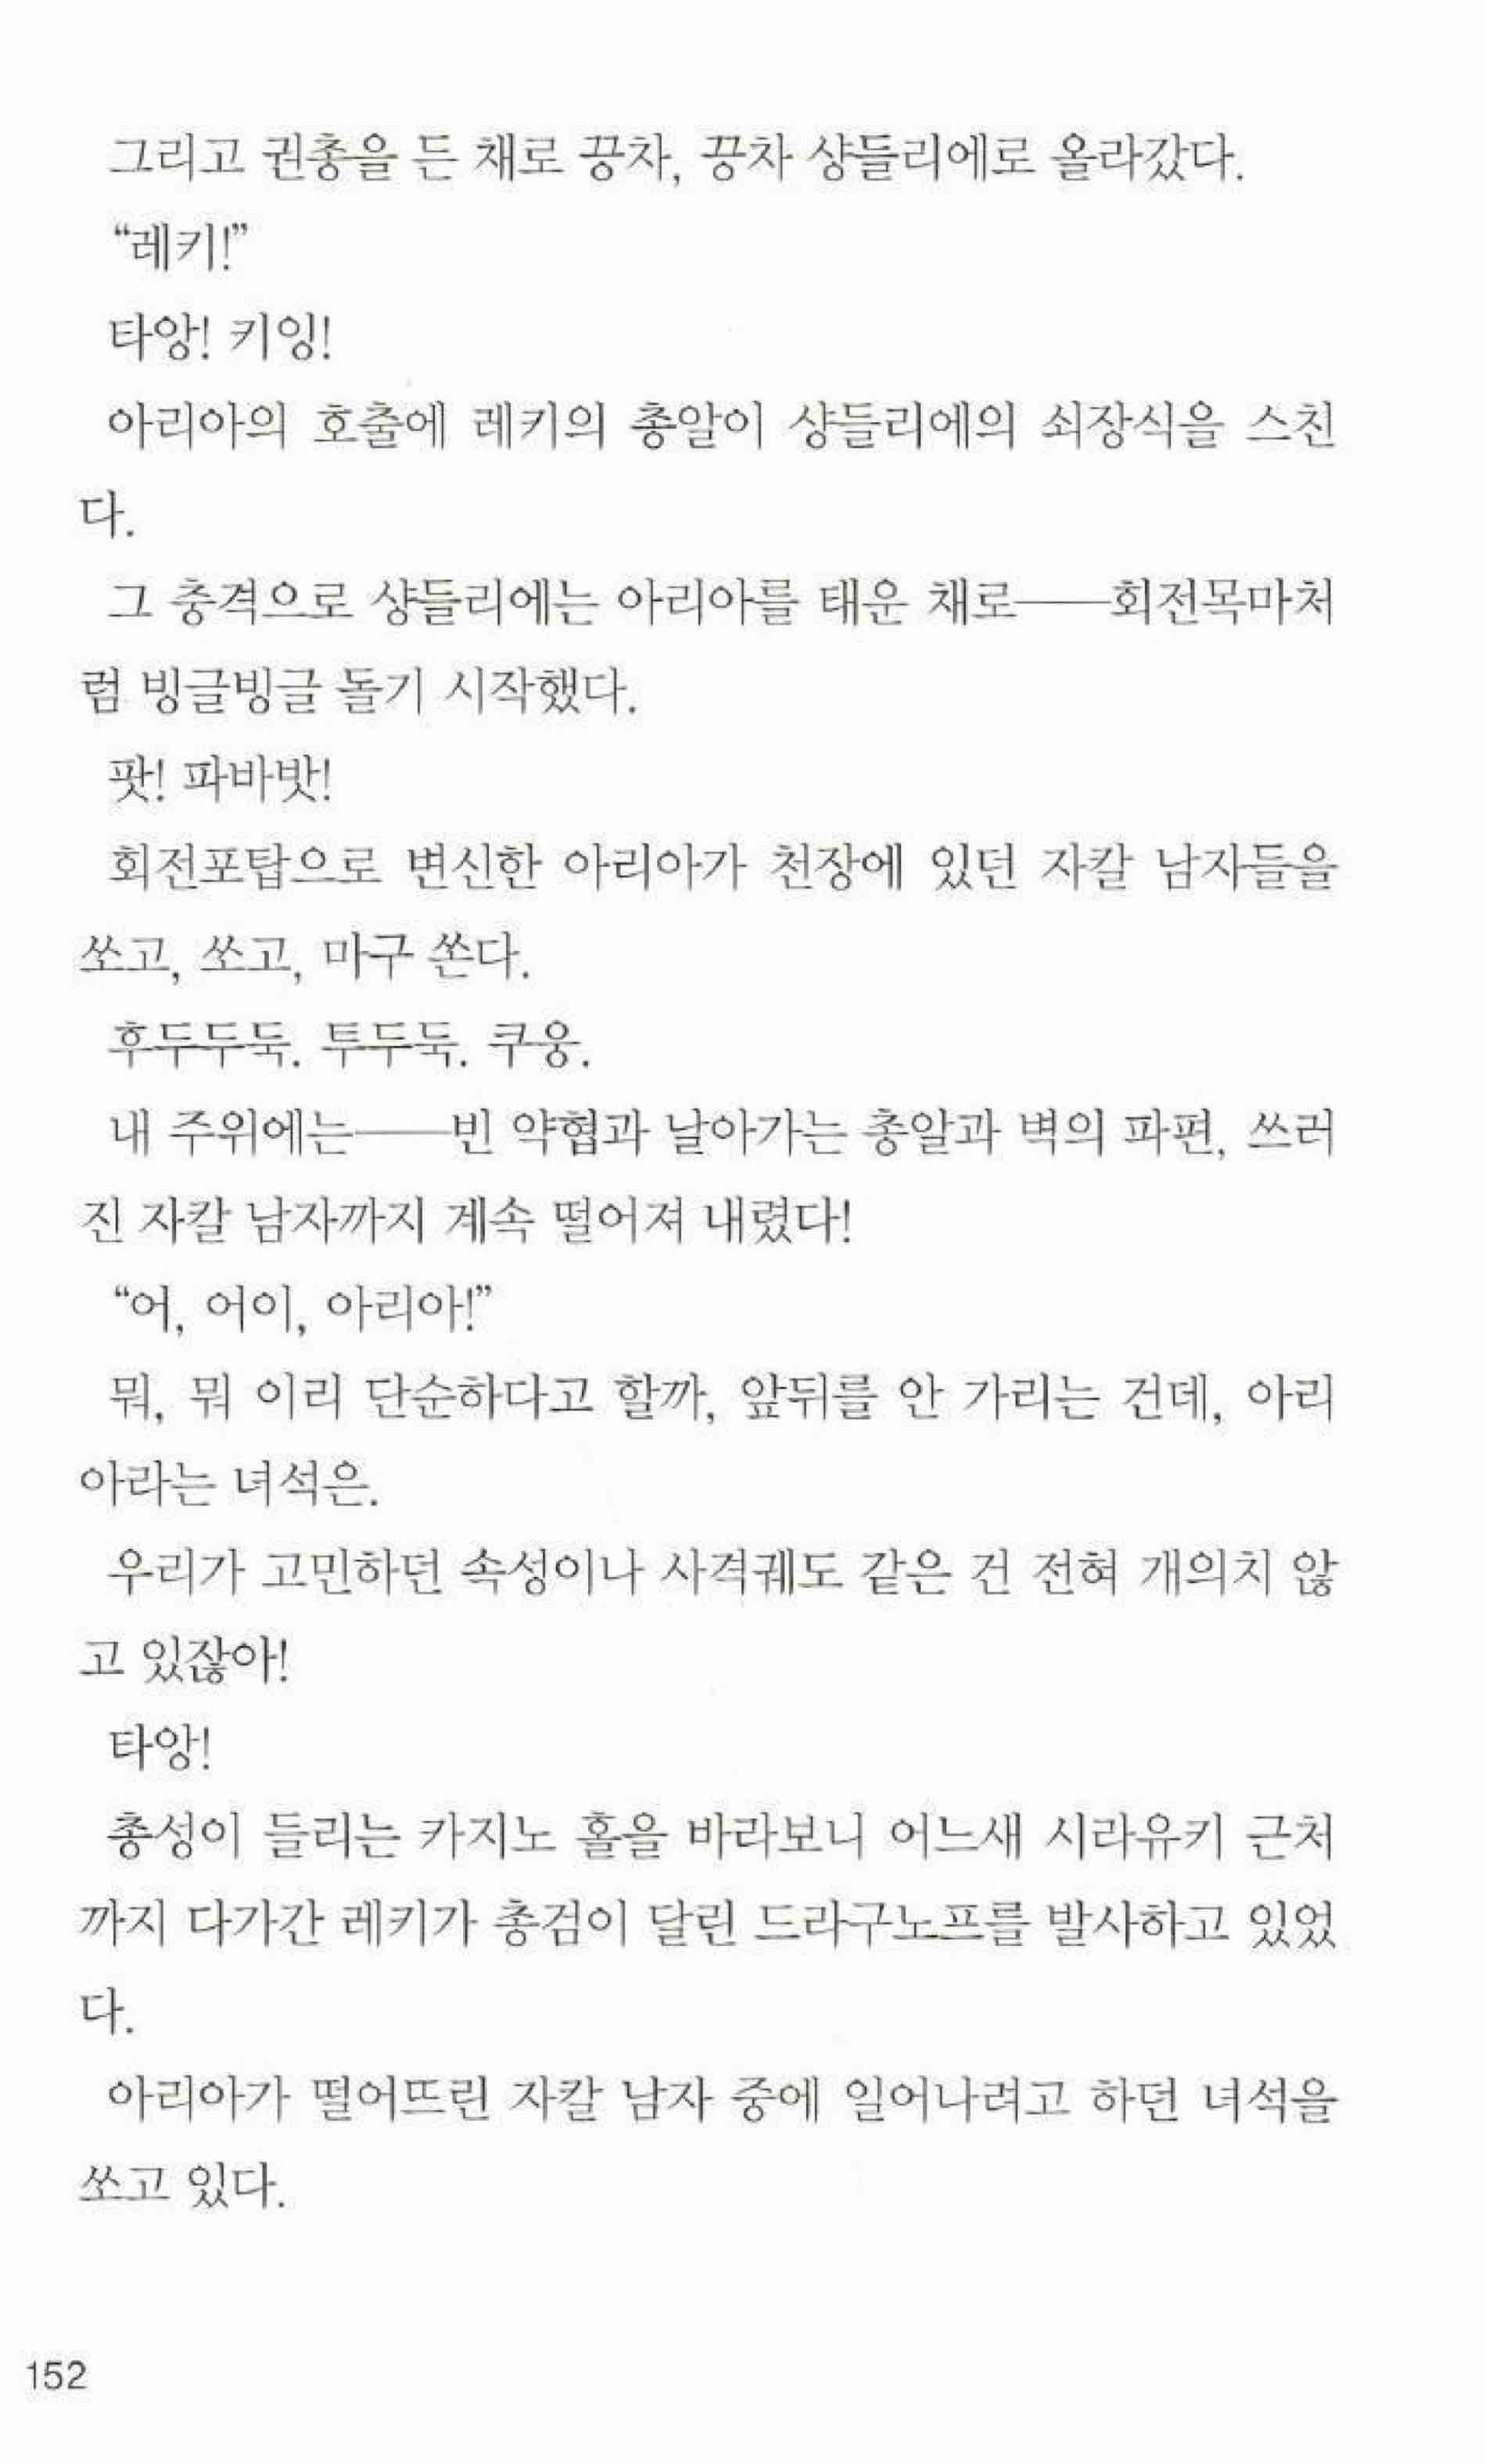 그리고 권총을 든 채로 끙차, 끙차 샹들리에로 올라갔다.
“레키!”
타앙! 키잉!
아리아의 호출에 레키의 총알이 샹들리에의 쇠장식을 스친
다.
그 충격으로 샹들리에는 아리아를 태운 채로──회전목마처
럼 빙글빙글 돌기 시작했다.
팟! 파바밧!
회전포탑으로 변신한 아리아가 천장에 있던 자칼 남자들을
쏘고, 쏘고, 마구 쏜다.
후두두둑. 투두둑. 쿠웅.
내 주위에는──빈 약협과 날아가는 총알과 벽의 파편, 쓰러
진 자칼 남자까지 계속 떨어져 내렸다!
“어, 어이, 아리아!”
뭐, 뭐 이리 단순하다고 할까, 앞뒤를 안 가리는 건데, 아리
아라는 녀석은.
우리가 고민하던 속성이나 사격궤도 같은 건 전혀 개의치 않
고 있잖아!
타앙!
총성이 들리는 카지노 홀을 바라보니 어느새 시라유키 근처
까지 다가간 레키가 총검이 달린 드라구노프를 발사하고 있었
다.
아리아가 떨어뜨린 자칼 남자 중에 일어나려고 하던 녀석을
쏘고 있다.
152